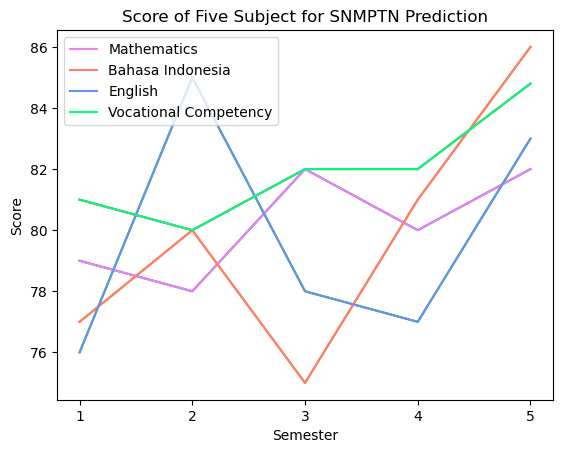 Score of Five Subject for SNMPTN Prediction
Mathematics
Bahasa Indonesia
English
Vocational Competency
86
84
82
80
78
76
Score
1 2 3 4 5
Semester